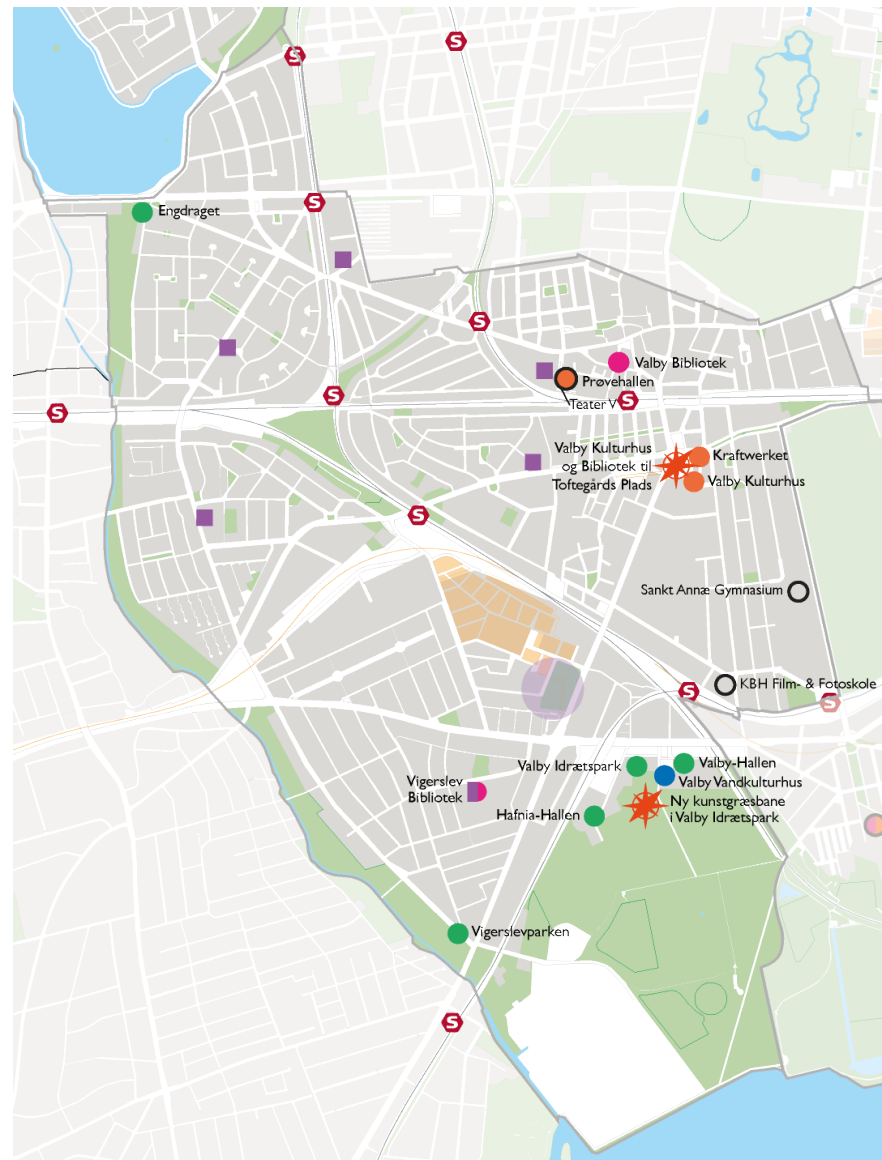 S
S
S
Engdraget
S
Valby Bibliotek
Prøvehallen
S
S
Teater V
S
Valby Kulturhus
og Bibliotek til
Toftegårds Plads
Kraftwerket
Valby Kulturhus
S
Sankt Annæ Gymnasium
KBH Film- & Fotoskole
S
S
Valby Idrætspark
Valby-Hallen
Valby Vandkulturhus
Vigerslev
Bibliotek
Ny kunstgræsbane
i Valby Idrætspark
Hafnia-Hallen
Vigerslevparken
S